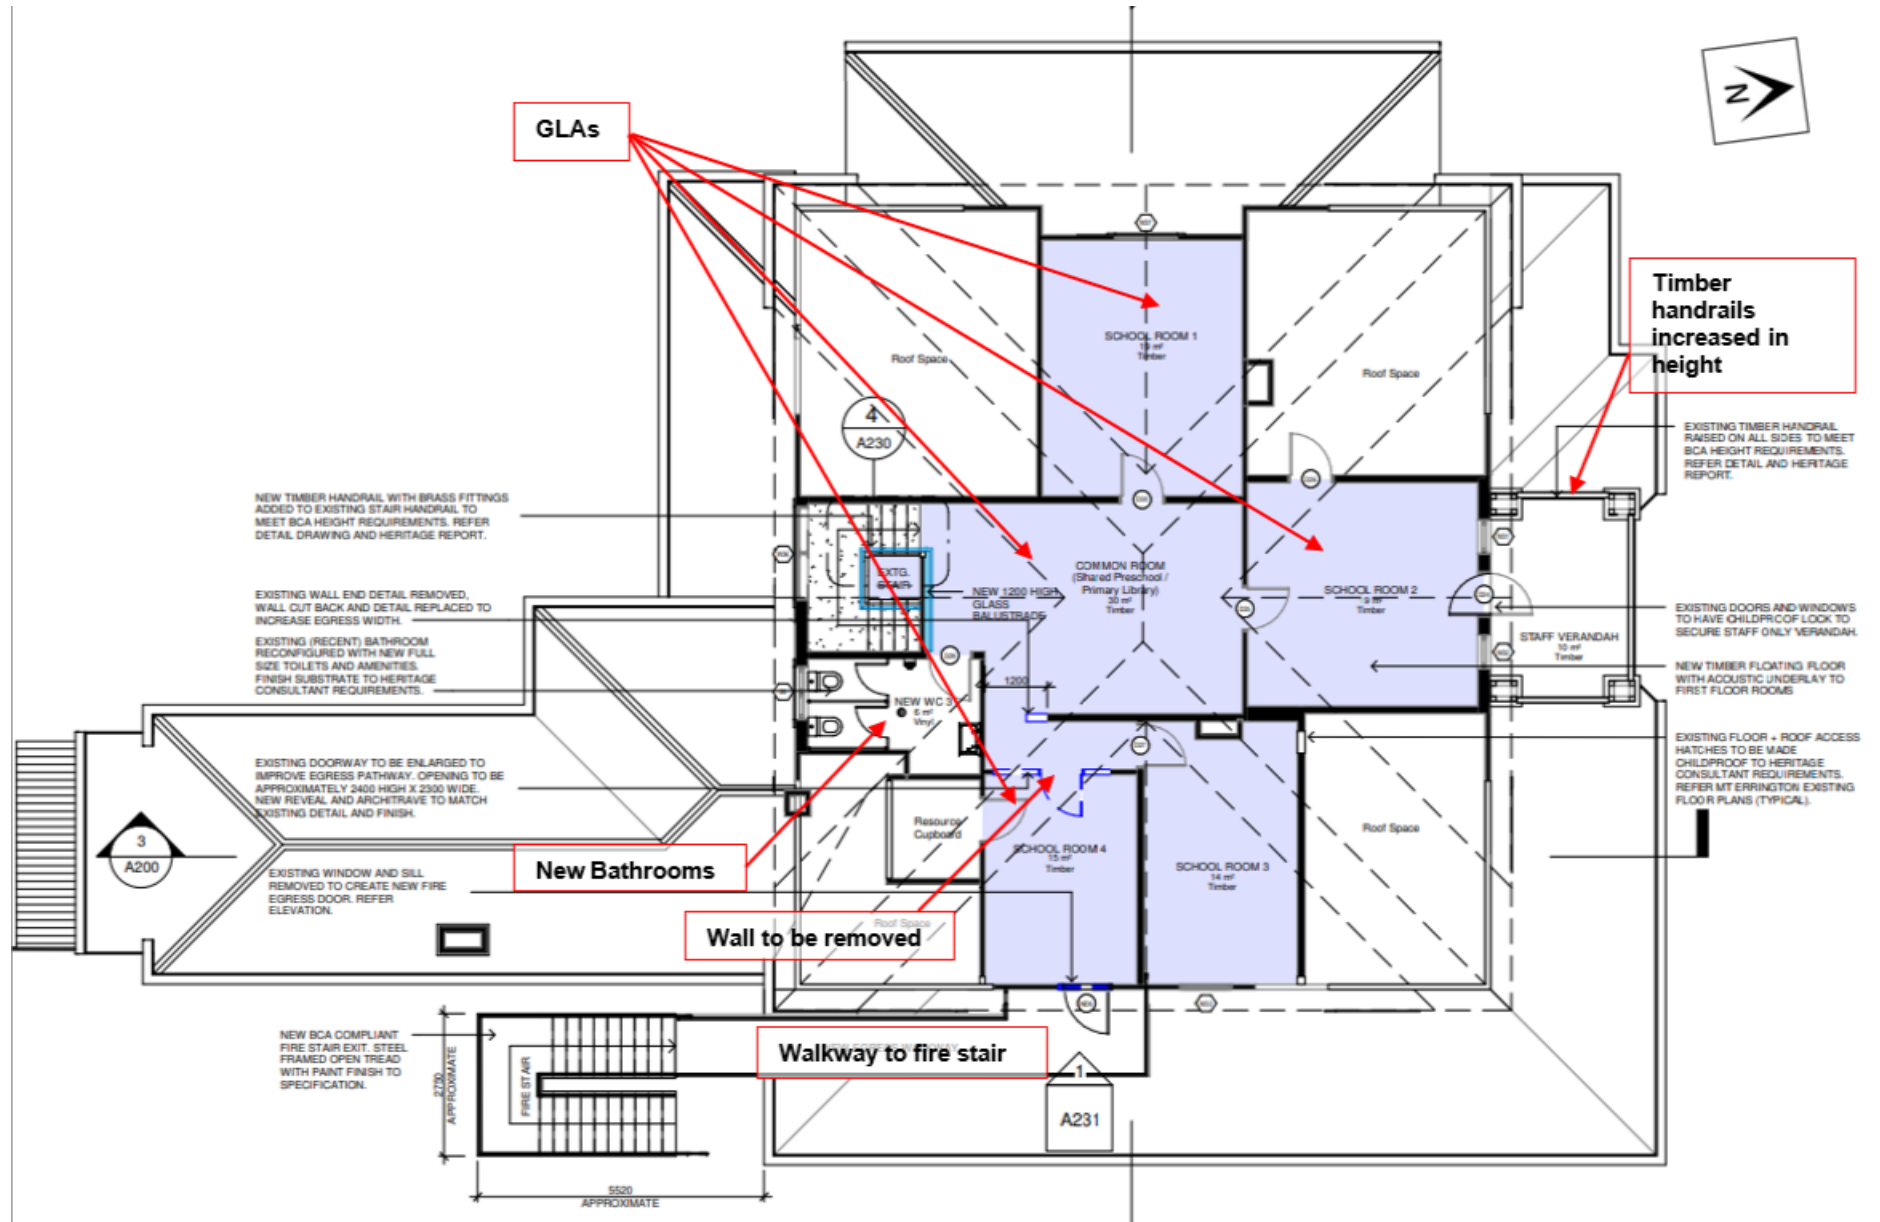 N
GLAs
Timber
handrails
increased in
height
SCHOOL ROOM 1
Timber
Roof Space
Roof Space
4
A230
EXISTING TIMBER HANDRAIL
RAISED ON ALL SIDES TO MEET
BCA HEIGHT REQUIREMENTS.
REFER DETAIL AND HERITAGE
REPORT.
NEW TIMBER HANDRAIL WITH BRASS FITTINGS
ADDED TO EXISTING STAIR HANDRAIL TO
MEET BCA HEIGHT REQUIREMENTS. REFER
DETAIL DRAWING AND HERITAGE REPORT.
EXTG.
STAIR
COMMON ROOM
(Shared Preschool /
Primary Library)
30 m²
Timber
NEW 1200 HIGH
GLASS
BALUSTRADE
SCHOOL ROOM 2
Timber
EXISTING WALL END DETAIL REMOVED,
WALL CUT BACK AND DETAIL REPLACED TO
INCREASE EGRESS WIDTH.
EXISTING (RECENT) BATHROOM
RECONFIGURED WITH NEW FULL
SIZE TOILETS AND AMENITIES.
FINISH SUBSTRATE TO HERITAGE
CONSULTANT REQUIREMENTS.
EXISTING DOORS AND WINDOWS
TO HAVE CHILDPROOF LOCK TO
SECURE STAFF ONLY VERANDAH.
STAFF VERANDAH
10 m²
Timber
NEW TIMBER FLOATING FLOOR
WITH ACOUSTIC UNDERLAY TO
FIRST FLOOR ROOMS
1200
NEW WC 3
6 m²
Vinyl
EXISTING FLOOR + ROOF ACCESS
HATCHES TO BE MADE
CHILDPROOF TO HERITAGE
CONSULTANT REQUIREMENTS.
REFER MT ERRINGTON EXISTING
FLOOR PLANS (TYPICAL).
EXISTING DOORWAY TO BE ENLARGED TO
IMPROVE EGRESS PATHWAY. OPENING TO BE
APPROXIMATELY 2400 HIGH X 2300 WIDE.
NEW REVEAL AND ARCHITRAVE TO MATCH
EXISTING DETAIL AND FINISH.
Resource
Cupboard
Roof Space
3
A200
SCHOOL ROOM 4
15 m²
Timber
SCHOOL ROOM 3
14 m²
Timber
New Bathrooms
EXISTING WINDOW AND SILL
REMOVED TO CREATE NEW FIRE
EGRESS DOOR. REFER
ELEVATION.
Roof Space
Wall to be removed
NEW BCA COMPLIANT
FIRE STAIR EXIT. STEEL
FRAMED OPEN TREAD
WITH PAINT FINISH TO
SPECIFICATION.
2750
APPROXIMATE
FIRE STAIR
Walkway to fire stair
1
A231
5520
APPROXIMATE